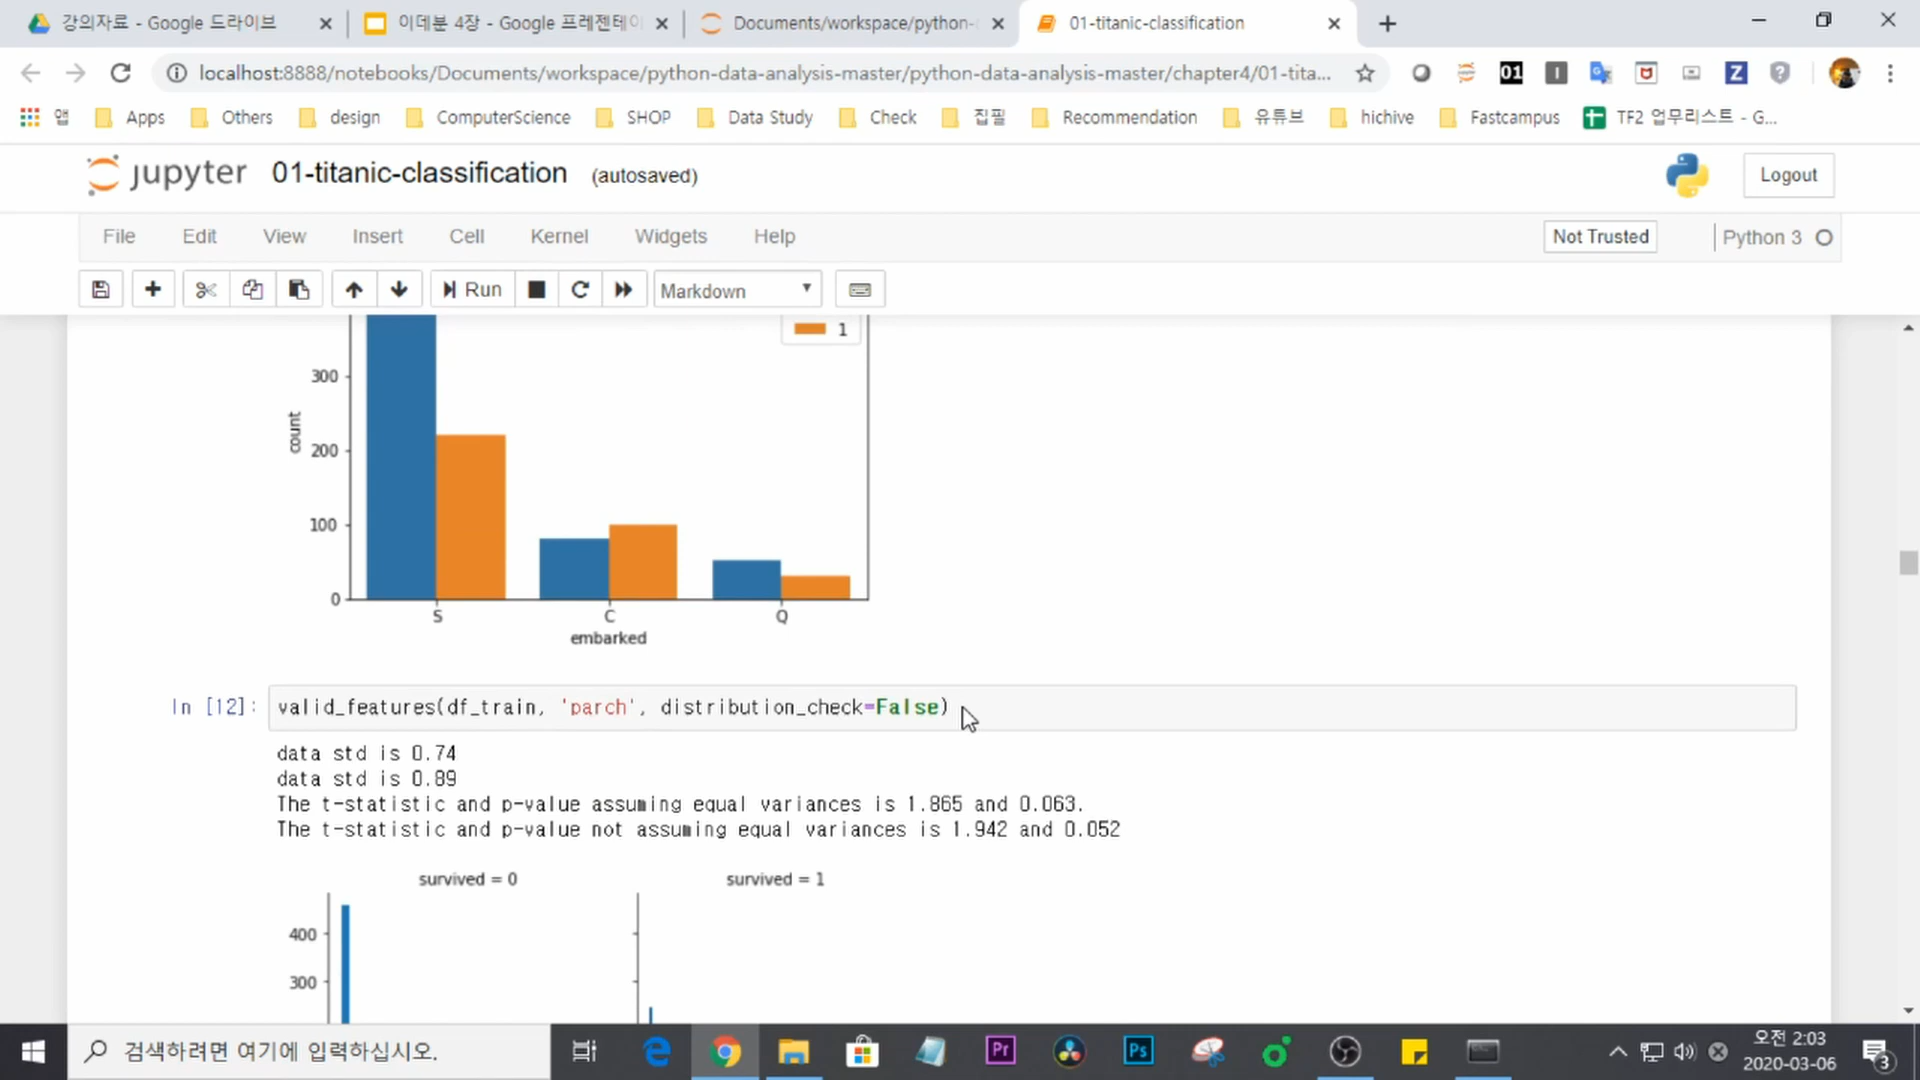 강의자료 - Google 드라이브
이데분 4장 - Google 프레젠테이
Documents/workspace/python-
01-titanic-classification
localhost:8888/notebooks/Documents/workspace/python-data-analysis-master/python-data-analysis-master/chapter4/01-tita...
01
앱 Apps Others design ComputerScience SHOP Data Study Check 집필 Recommendation 유튜브 hichive Fastcampus TF2 업무리스트 - G...
jupyter 01-titanic-classification (autosaved)
Logout
File Edit View Insert Cell Kernel Widgets Help
Not Trusted
Python 3
Run
Markdown
1
300
200
100
0
count
S C Q
embarked
In [12]: valid_features(df_train, 'parch', distribution_check=False)
data std is 0.74
data std is 0.89
The t-statistic and p-value assuming equal variances is 1.865 and 0.063.
The t-statistic and p-value not assuming equal variances is 1.942 and 0.052
survived = 0 survived = 1
400
300
검색하려면 여기에 입력하십시오.
Pr
Ps
오전 2:03
2020-03-06
3